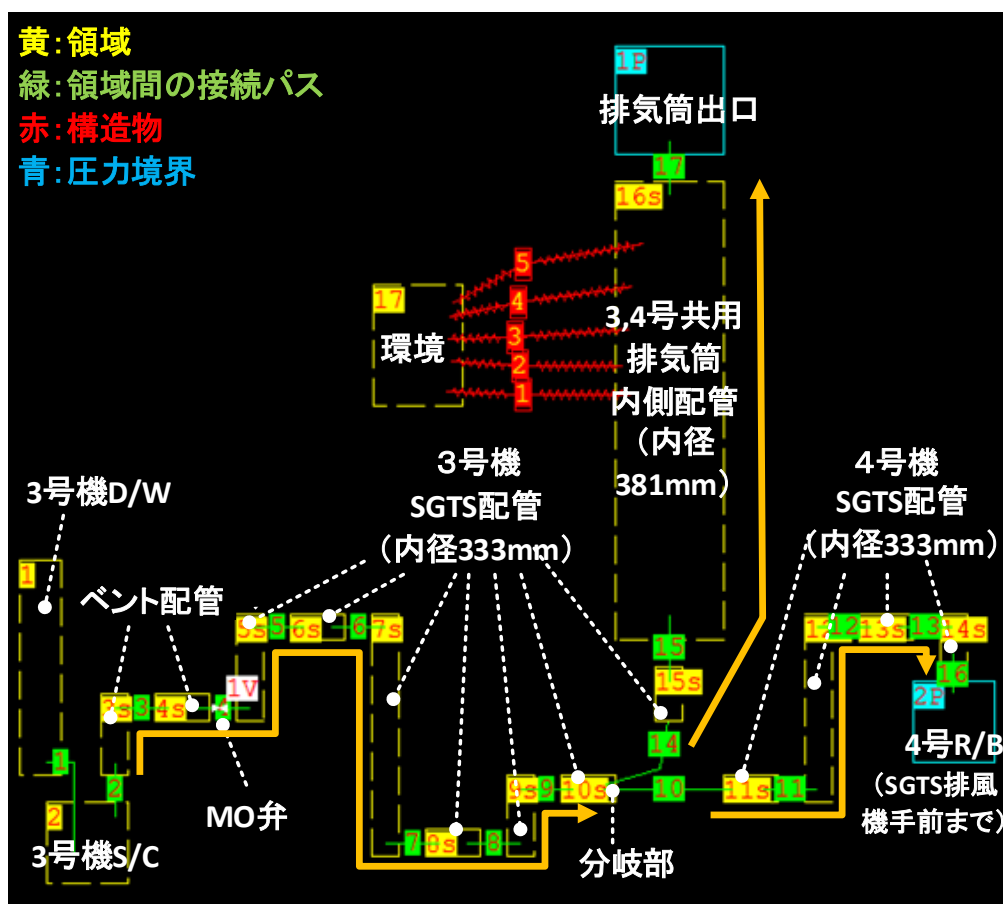 黄:領域
緑:領域間の接続パス
赤:構造物
青:圧力境界
1P
排気筒出口
17
16s
5
4
3
2
1
17
環境
3,4号共用
排気筒
内側配管
(内径
381mm)
3号機D/W
3号機
SGTS配管
(内径333mm)
4号機
SGTS配管
(内径333mm)
1
ベント配管
5
6s
6
7s
12
13s
13
15
15s
1V
3
4s
16
2P
14
4号R/B
(SGTS排風
機手前まで)
1
2
2
MO弁
9s
9
10s
10
11s
11
7
8
3号機S/C
分岐部